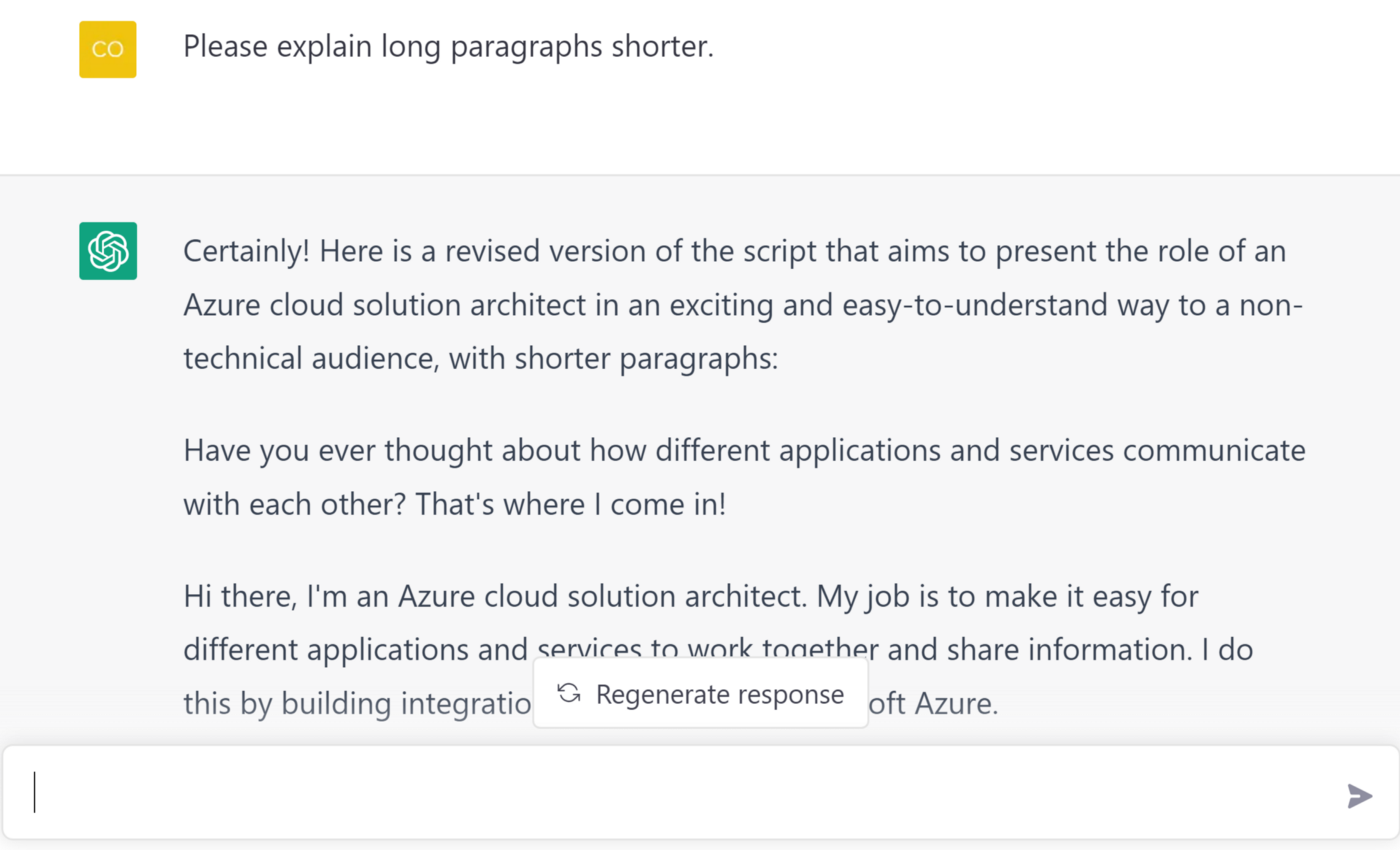 CO
Please explain long paragraphs shorter.
Certainly! Here is a revised version of the script that aims to present the role of an
Azure cloud solution architect in an exciting and easy-to-understand way to a non-
technical audience, with shorter paragraphs:
Have you ever thought about how different applications and services communicate
with each other? That's where I come in!
Hi there, I'm an Azure cloud solution architect. My job is to make it easy for
different applications and services to work together and share information. I do
this by building Azure.
Regenerate response